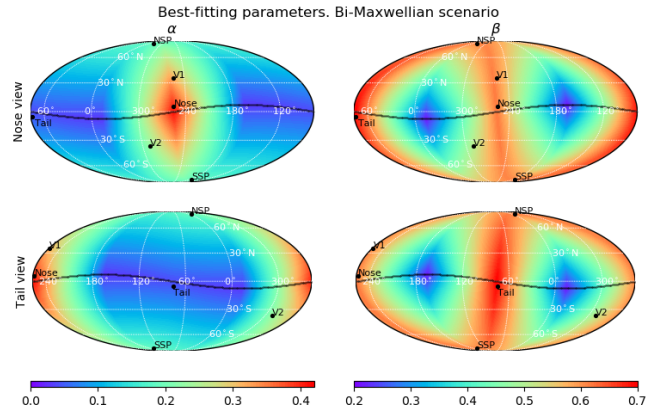 Best-fitting parameters. Bi-Maxwellian scenario
α
β
Nose view
NSP
60°N
V1
30°N
60°
0°
300°
Nose
240°
180°
120°
Tail
30°S
V2
60°S
SSP
NSP
60°N
V1
30°N
60°
0°
300°
Nose
240°
180°
120°
Tail
30°S
V2
60°S
SSP
Tail view
NSP
V1
60°N
30°N
Nose
240°
180°
60°
0°
300°
Tail
30°S
V2
60°S
SSP
NSP
V1
60°N
30°N
Nose
240°
180°
60°
0°
300°
Tail
30°S
V2
60°S
SSP
0.0 0.1 0.2 0.3 0.4
0.2 0.3 0.4 0.5 0.6 0.7